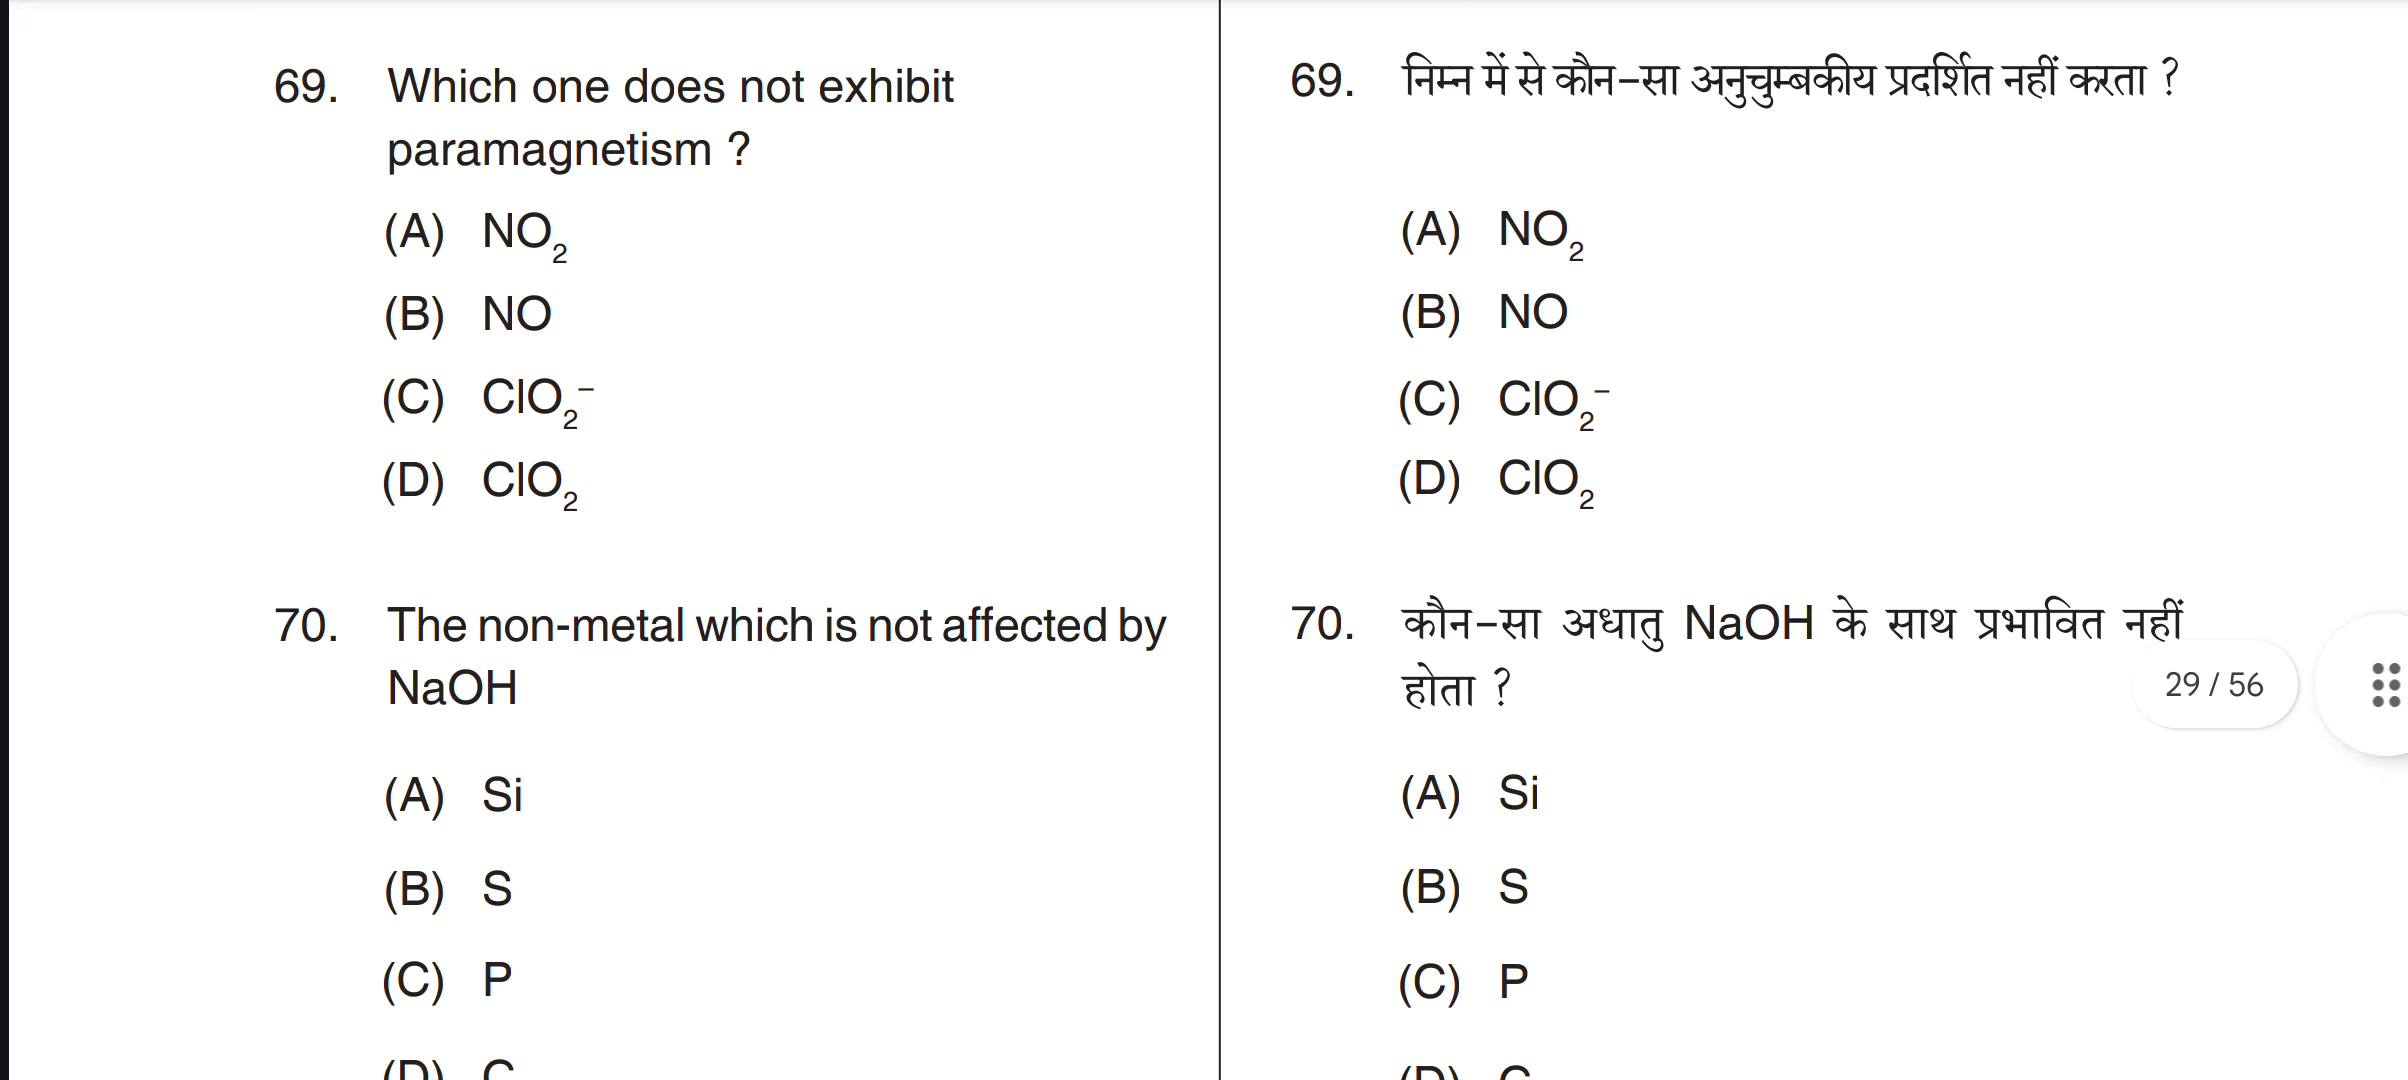 69. Which one does not exhibit
paramagnetism ?
(A) NO₂
(B) NO
(C) ClO₂⁻
(D) ClO₂
70. The non-metal which is not affected by
NaOH
(A) Si
(B) S
(C) P
(D) C
69. निम्न में से कौन-सा अनुचुम्बकीय प्रदर्शित नहीं करता ?
(A) NO₂
(B) NO
(C) ClO₂⁻
(D) ClO₂
70. कौन-सा अधातु NaOH के साथ प्रभावित नहीं
होता ?
(A) Si
(B) S
(C) P
(D) C
29 / 56